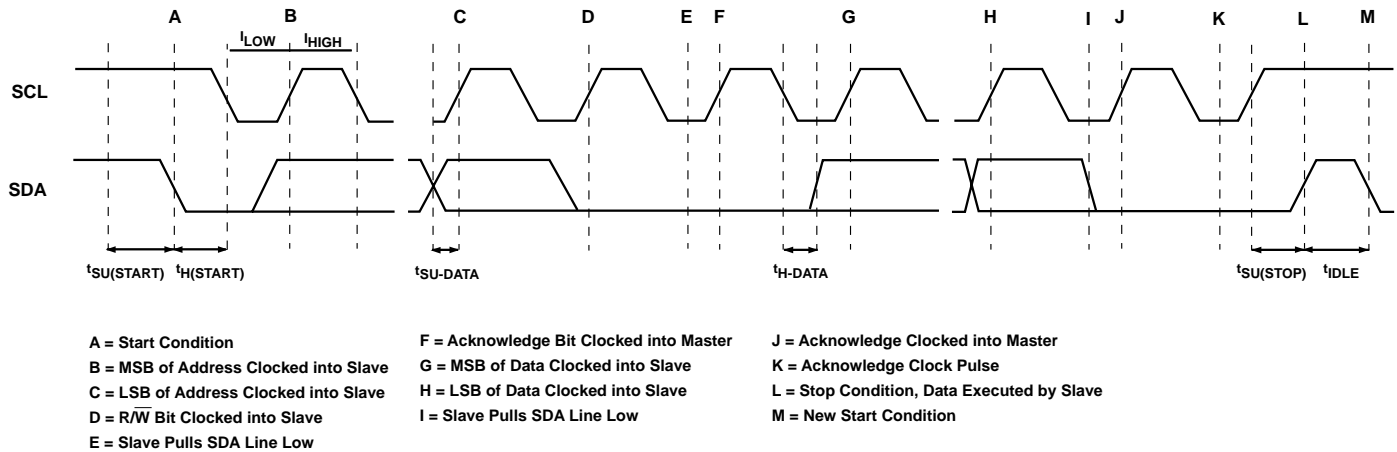 A B C D E F G H I J K L M
ILOW IHIGH
SCL
SDA
tSU(START) tH(START) tSU-DATA tH-DATA tSU(STOP) tIDLE
A = Start Condition
B = MSB of Address Clocked into Slave
C = LSB of Address Clocked into Slave
D = R/W̅ Bit Clocked into Slave
E = Slave Pulls SDA Line Low
F = Acknowledge Bit Clocked into Master
G = MSB of Data Clocked into Slave
H = LSB of Data Clocked into Slave
I = Slave Pulls SDA Line Low
J = Acknowledge Clocked into Master
K = Acknowledge Clock Pulse
L = Stop Condition, Data Executed by Slave
M = New Start Condition